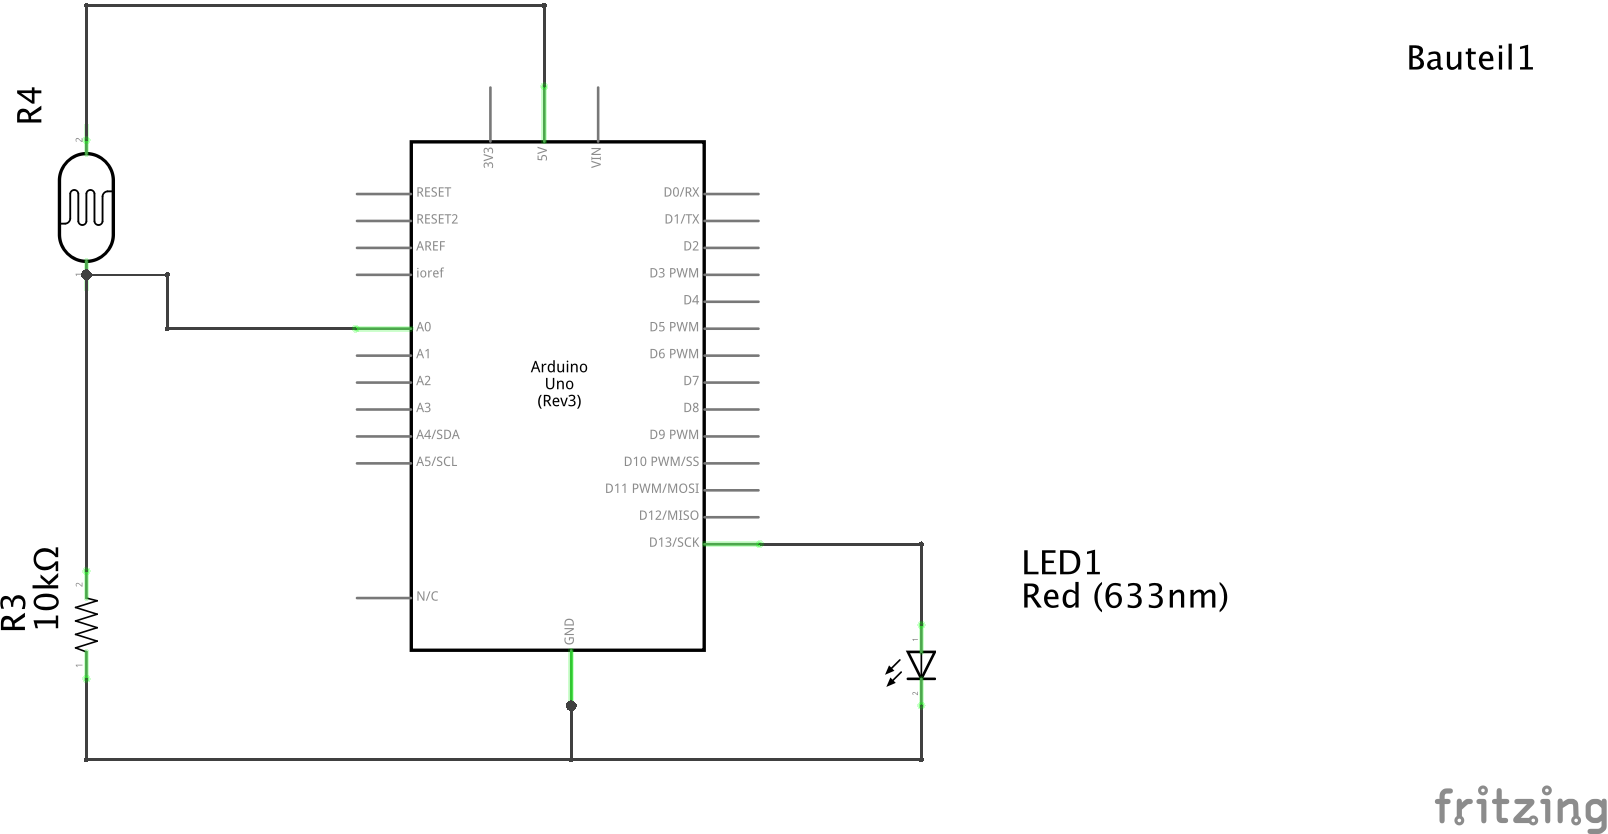 Bauteil1
R4
2
1
3V3
5V
VIN
RESET
RESET2
AREF
ioref
A0
A1
A2
A3
A4/SDA
A5/SCL
N/C
D0/RX
D1/TX
D2
D3 PWM
D4
D5 PWM
D6 PWM
D7
D8
D9 PWM
D10 PWM/SS
D11 PWM/MOSI
D12/MISO
D13/SCK
Arduino
Uno
(Rev3)
GND
R3
10kΩ
2
1
LED1
Red (633nm)
1
2
fritzing